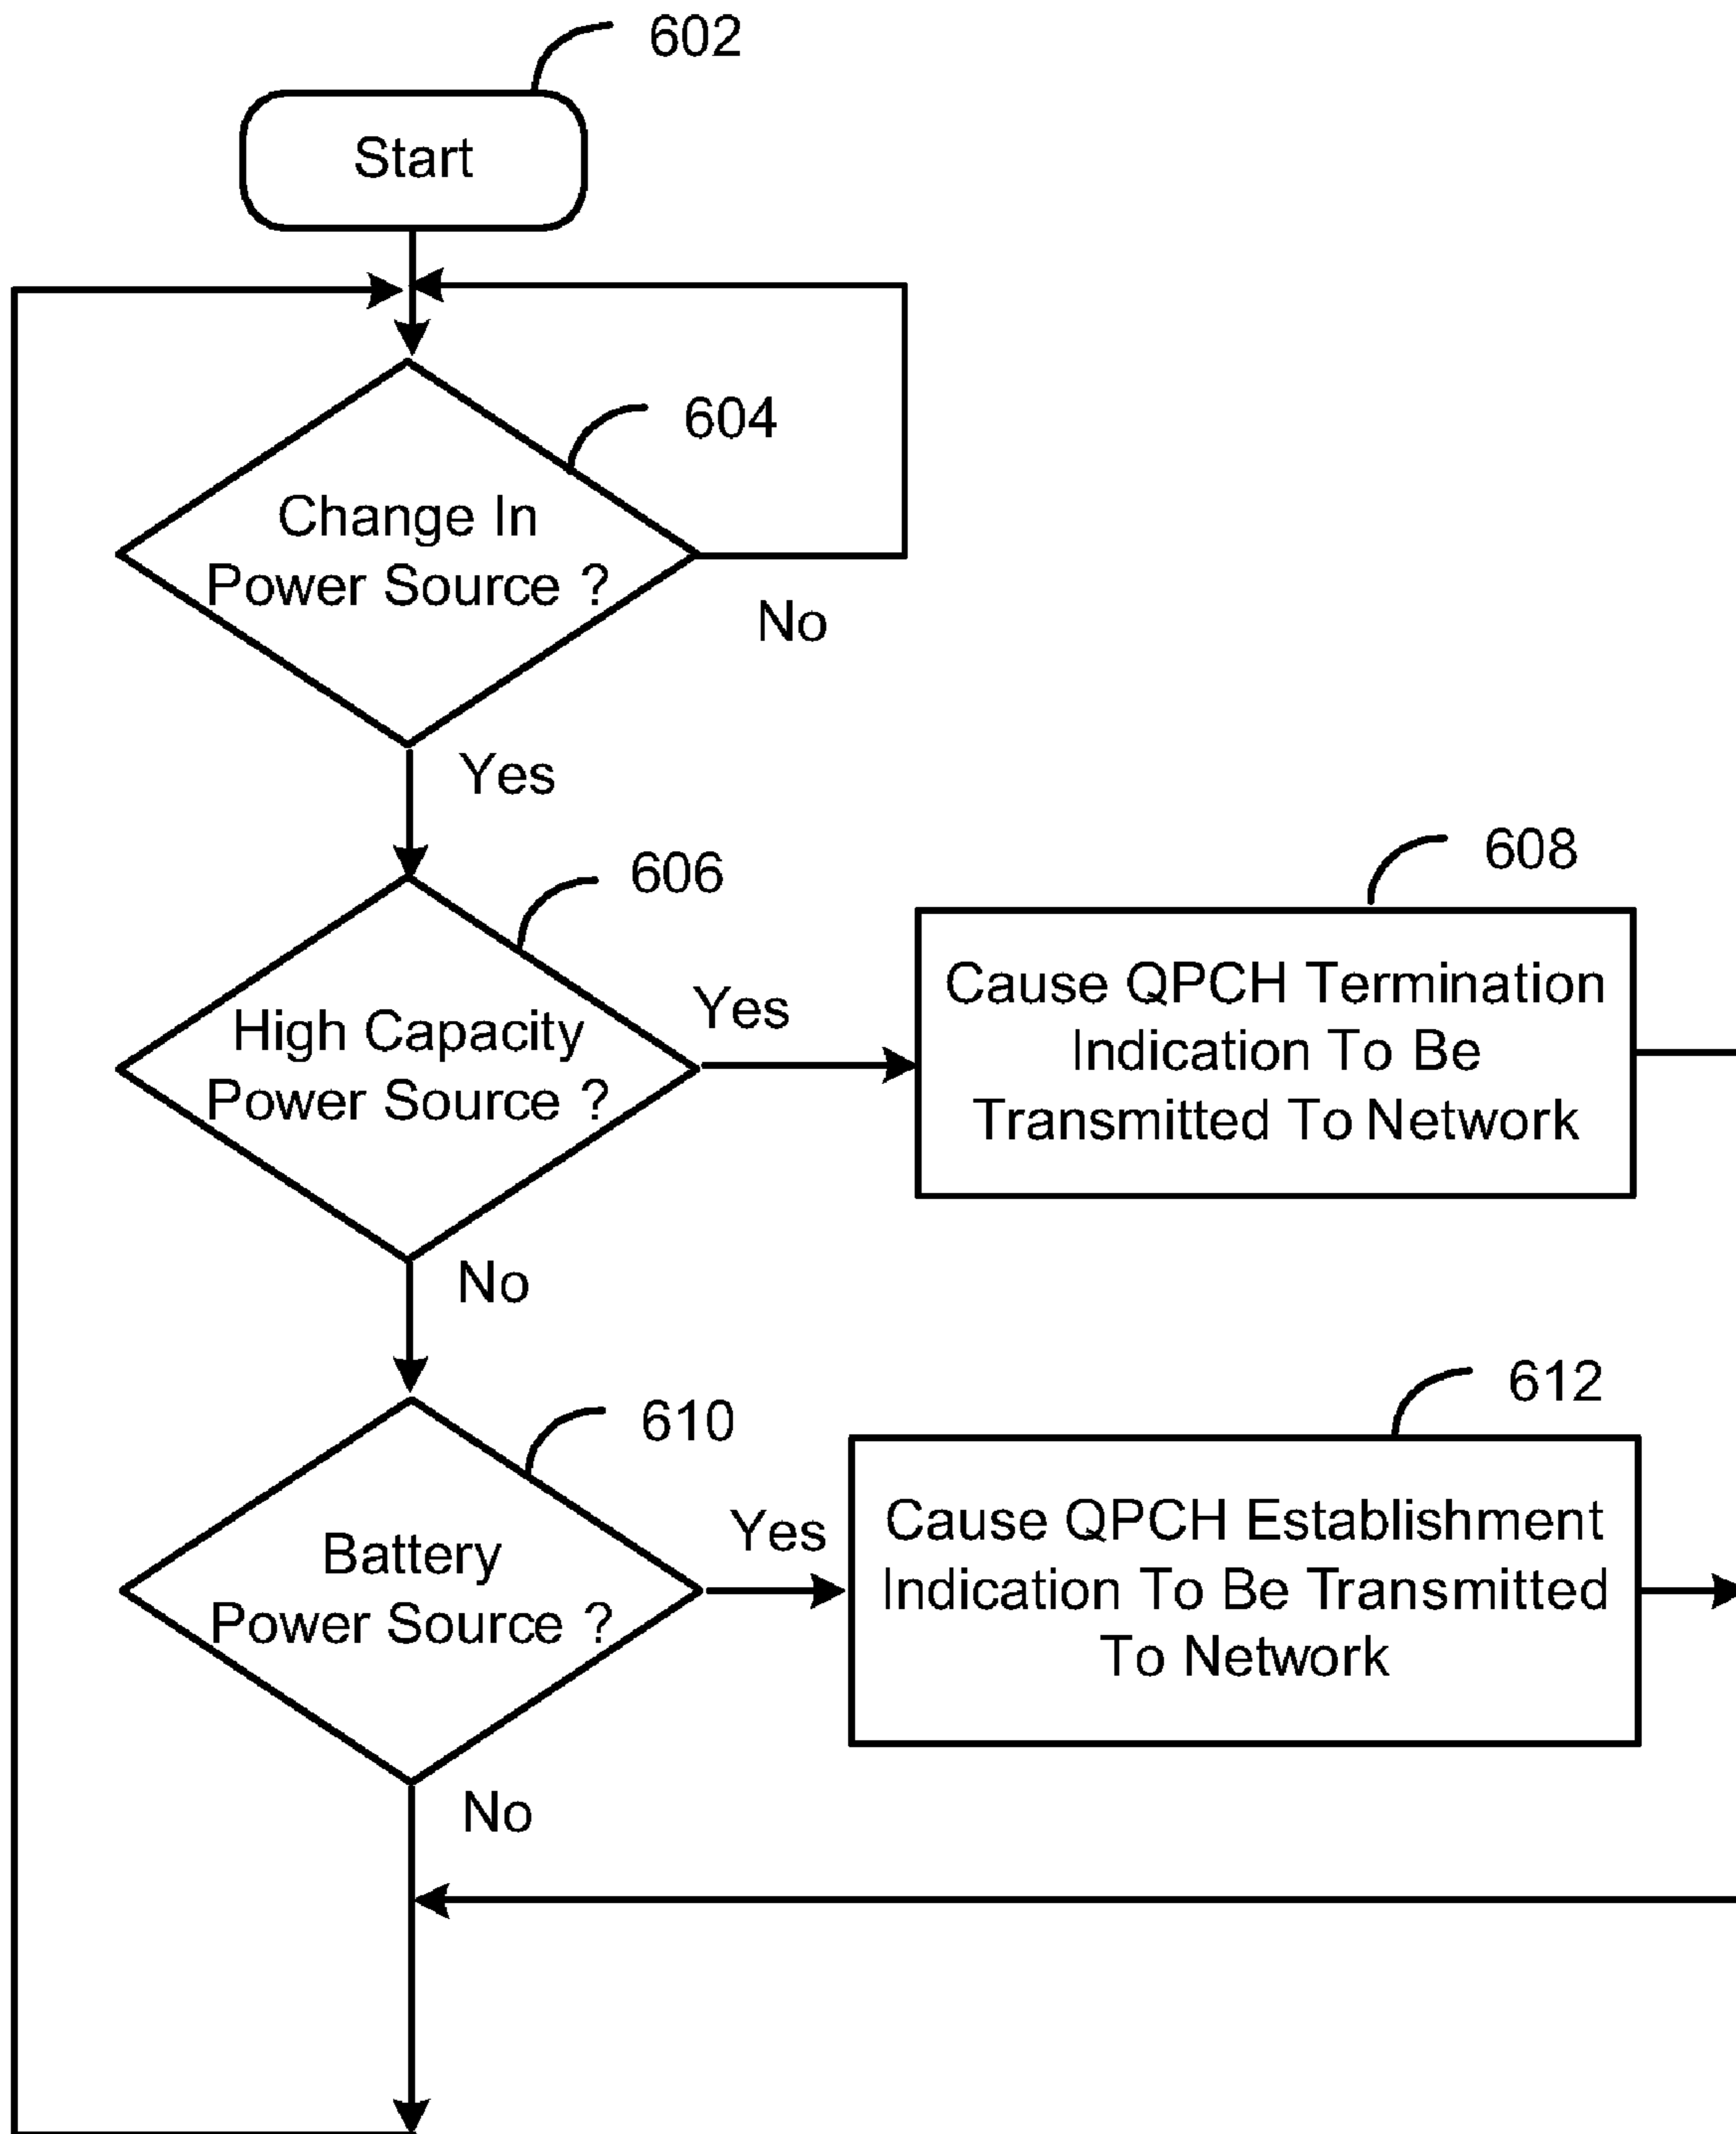 602
Start
604
Change In
Power Source ?
No
Yes
606
High Capacity
Power Source ?
Yes
608
Cause QPCH Termination
Indication To Be
Transmitted To Network
No
610
Battery
Power Source ?
Yes
612
Cause QPCH Establishment
Indication To Be Transmitted
To Network
No